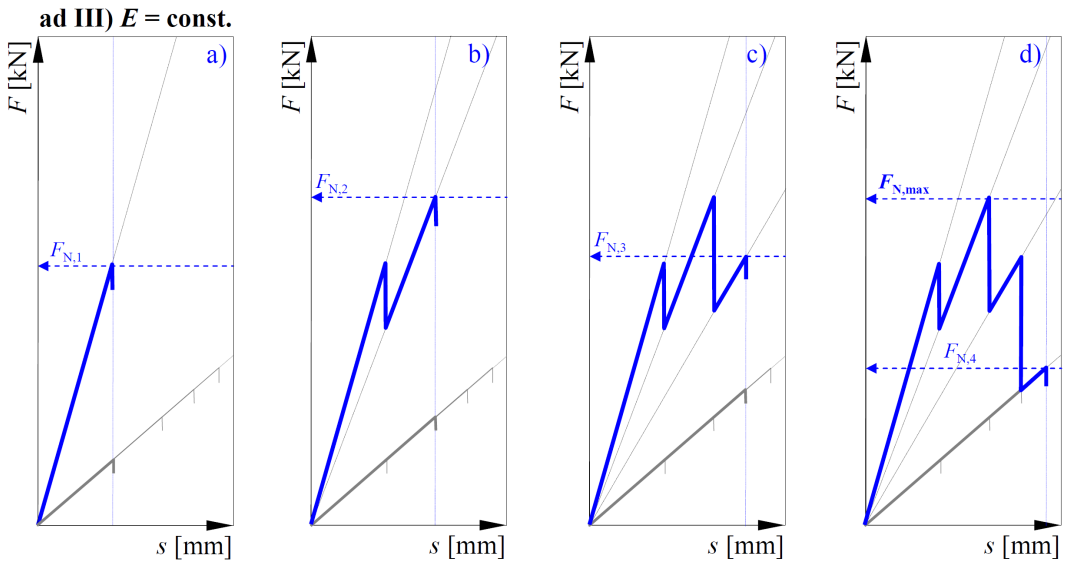 ad III) E = const.
a)
F [kN]
F_N,1
s [mm]
b)
F [kN]
F_N,2
s [mm]
c)
F [kN]
F_N,3
s [mm]
d)
F [kN]
F_N,max
F_N,4
s [mm]